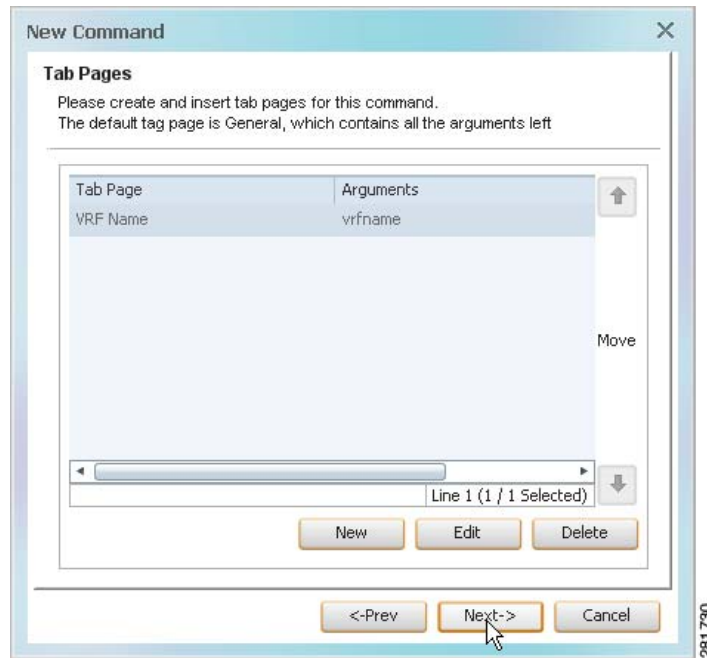 New Command
Tab Pages
Please create and insert tab pages for this command.
The default tag page is General, which contains all the arguments left
Tab Page Arguments
VRF Name vrfname
Move
Line 1 (1 / 1 Selected)
New Edit Delete
<-Prev Next-> Cancel
281730